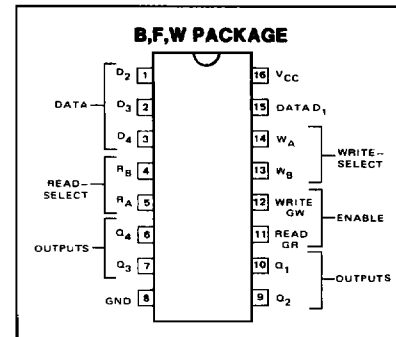 B,F,W PACKAGE
D2 1
16 VCC
DATA
D3 2
15 DATA D1
D4 3
14 WA
WRITE-
SELECT
RB 4
13 WB
READ-
SELECT
RA 5
12 WRITE
GW
ENABLE
Q4 6
11 READ
GR
OUTPUTS
Q3 7
10 Q1
OUTPUTS
GND 8
9 Q2